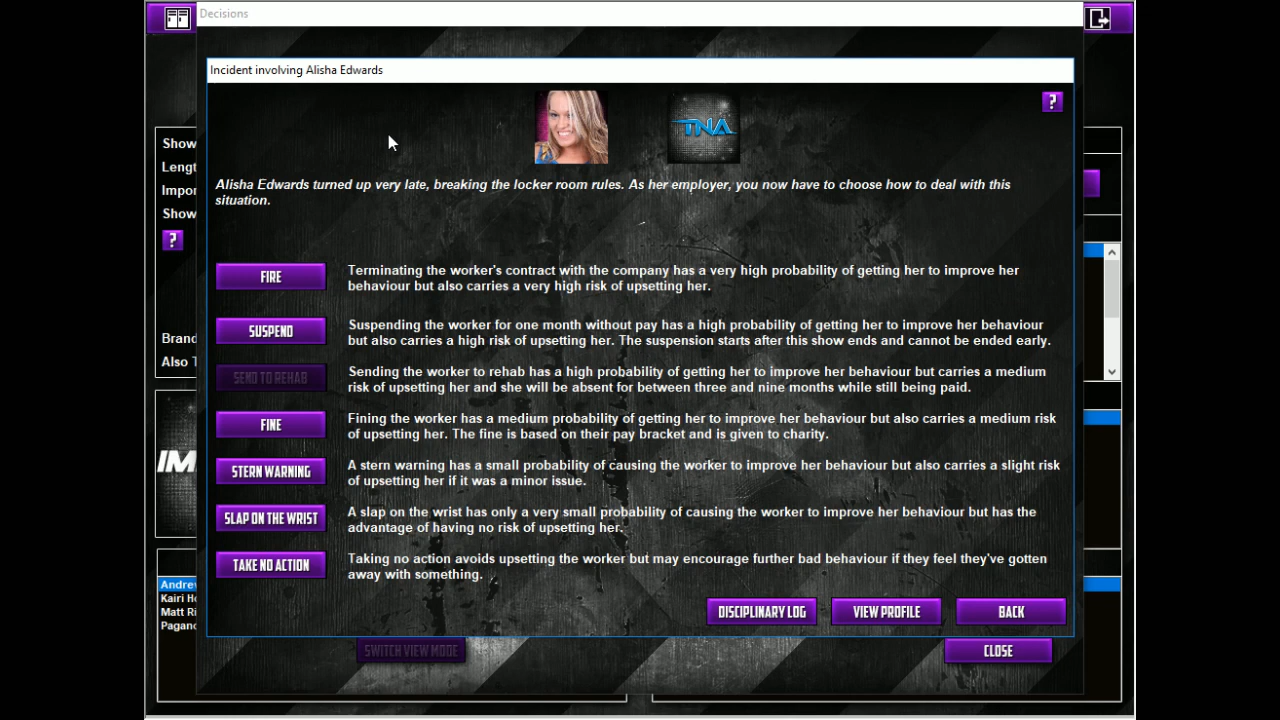 Decisions
Incident involving Alisha Edwards
?
TNA
Show
Alisha Edwards turned up very late, breaking the locker room rules. As her employer, you now have to choose how to deal with this
situation.
Lengt
Impor
Show
?
FIRE
Terminating the worker's contract with the company has a very high probability of getting her to improve her
behaviour but also carries a very high risk of upsetting her.
SUSPEND
Suspending the worker for one month without pay has a high probability of getting her to improve her behaviour
but also carries a high risk of upsetting her. The suspension starts after this show ends and cannot be ended early.
Brand
Also T
SEND TO REHAB
Sending the worker to rehab has a high probability of getting her to improve her behaviour but carries a medium
risk of upsetting her and she will be absent for between three and nine months while still being paid.
FINE
Fining the worker has a medium probability of getting her to improve her behaviour but also carries a medium risk
of upsetting her. The fine is based on their pay bracket and is given to charity.
IM
STERN WARNING
A stern warning has a small probability of causing the worker to improve her behaviour but also carries a slight risk
of upsetting her if it was a minor issue.
SLAP ON THE WRIST
A slap on the wrist has only a very small probability of causing the worker to improve her behaviour but has the
advantage of having no risk of upsetting her.
TAKE NO ACTION
Taking no action avoids upsetting the worker but may encourage further bad behaviour if they feel they've gotten
away with something.
Andrew
Kairi Ho
Matt Ri
Pagano
DISCIPLINARY LOG
VIEW PROFILE
BACK
SWITCH VIEW MODE
CLOSE